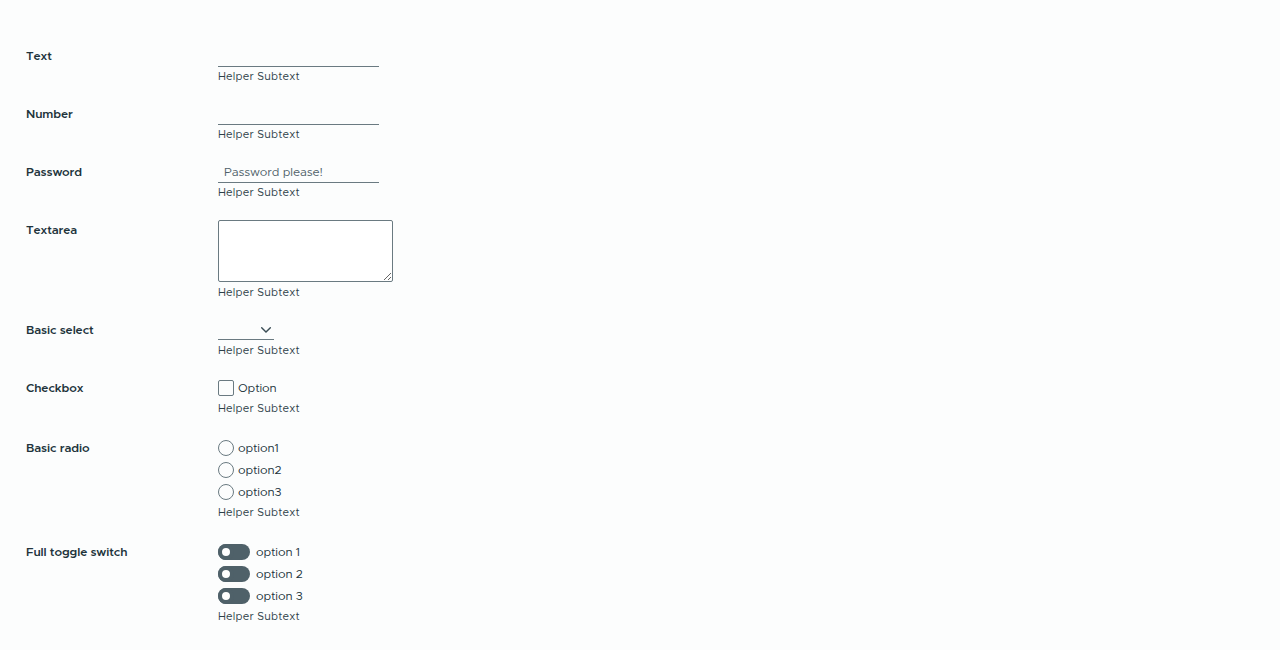 Text
Helper Subtext
Number
Helper Subtext
Password Password please!
Helper Subtext
Textarea
Helper Subtext
Basic select
Helper Subtext
Checkbox Option
Helper Subtext
Basic radio option1
option2
option3
Helper Subtext
Full toggle switch option 1
option 2
option 3
Helper Subtext